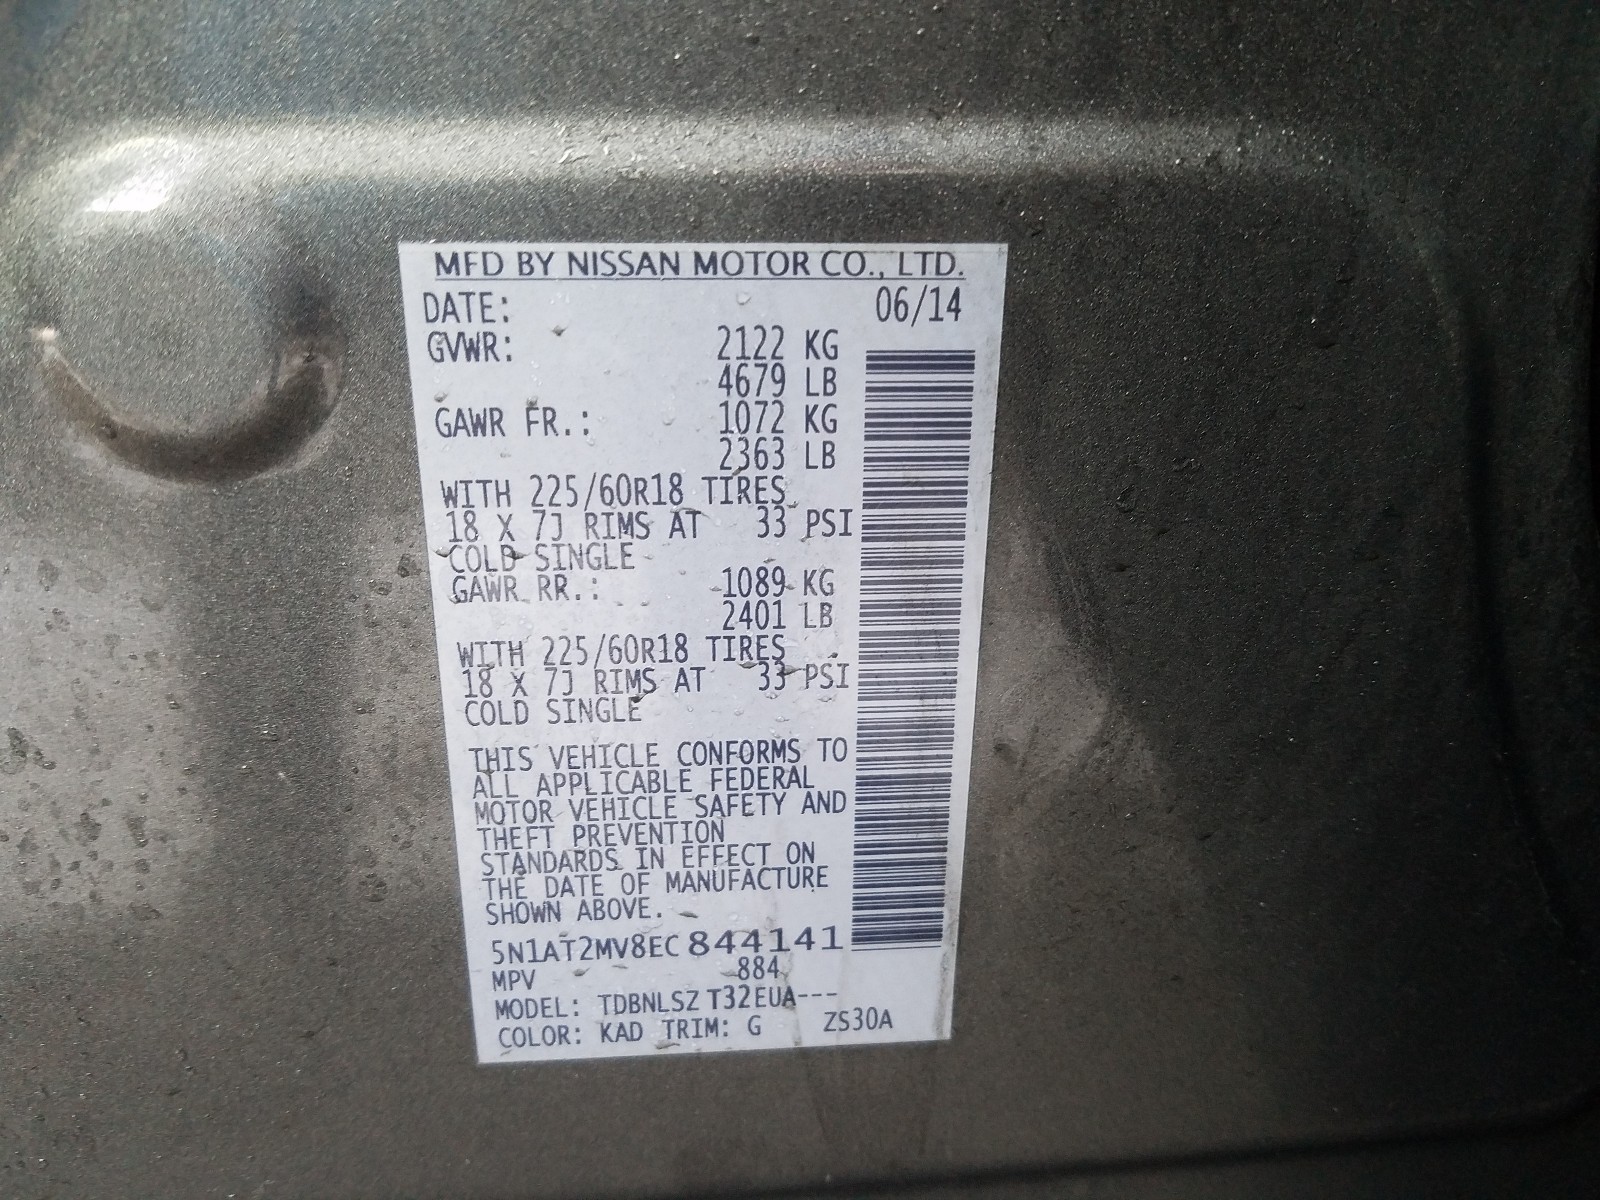 MFD BY NISSAN MOTOR CO., LTD.
DATE: 06/14
GVWR: 2122 KG
4679 LB
GAWR FR.: 1072 KG
2363 LB
WITH 225/60R18 TIRES
18 X 7J RIMS AT 33 PSI
COLD SINGLE
GAWR RR.: 1089 KG
2401 LB
WITH 225/60R18 TIRES
18 X 7J RIMS AT 33 PSI
COLD SINGLE
THIS VEHICLE CONFORMS TO
ALL APPLICABLE FEDERAL
MOTOR VEHICLE SAFETY AND
THEFT PREVENTION
STANDARDS IN EFFECT ON
THE DATE OF MANUFACTURE
SHOWN ABOVE.
5N1AT2MV8EC844141
MPV 884
MODEL: TDBNLSZ T32EUA---
COLOR: KAD TRIM: G ZS30A